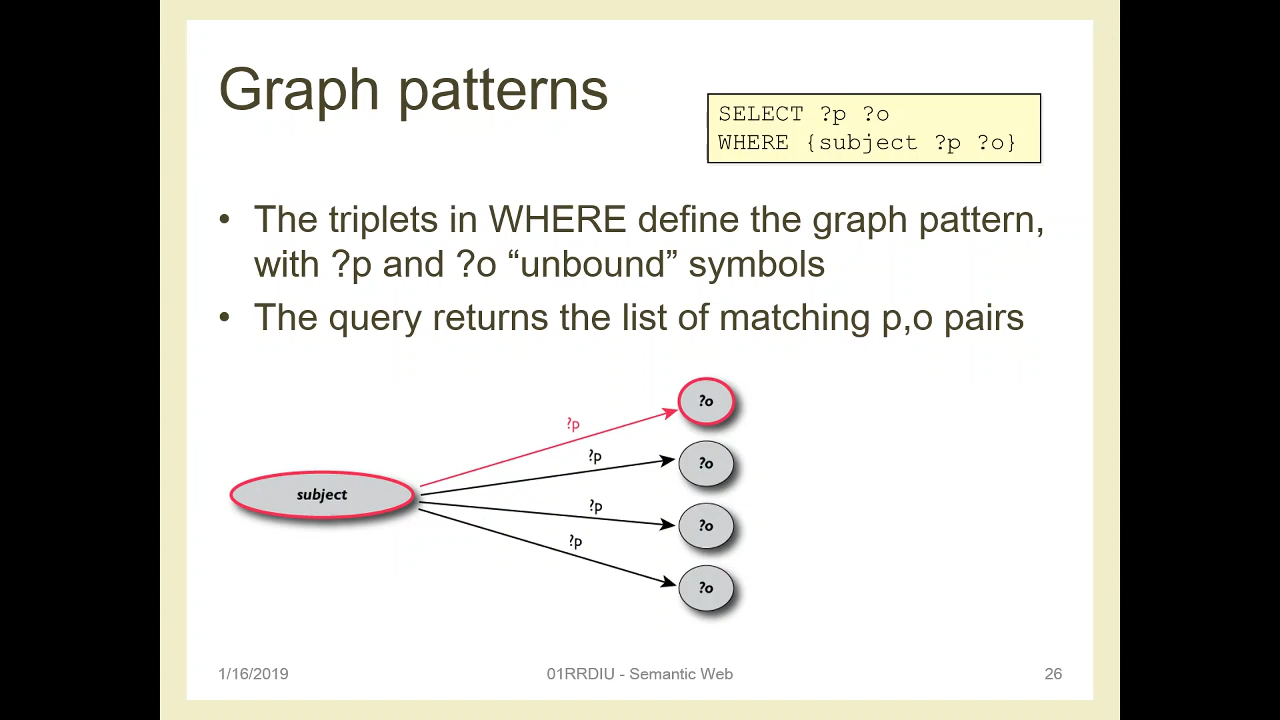 Graph patterns
SELECT ?p ?o
WHERE {subject ?p ?o}
• The triplets in WHERE define the graph pattern,
with ?p and ?o “unbound” symbols
• The query returns the list of matching p,o pairs
?o
?p
?p
?o
subject
?p
?o
?p
?o
1/16/2019
01RRDIU - Semantic Web
26